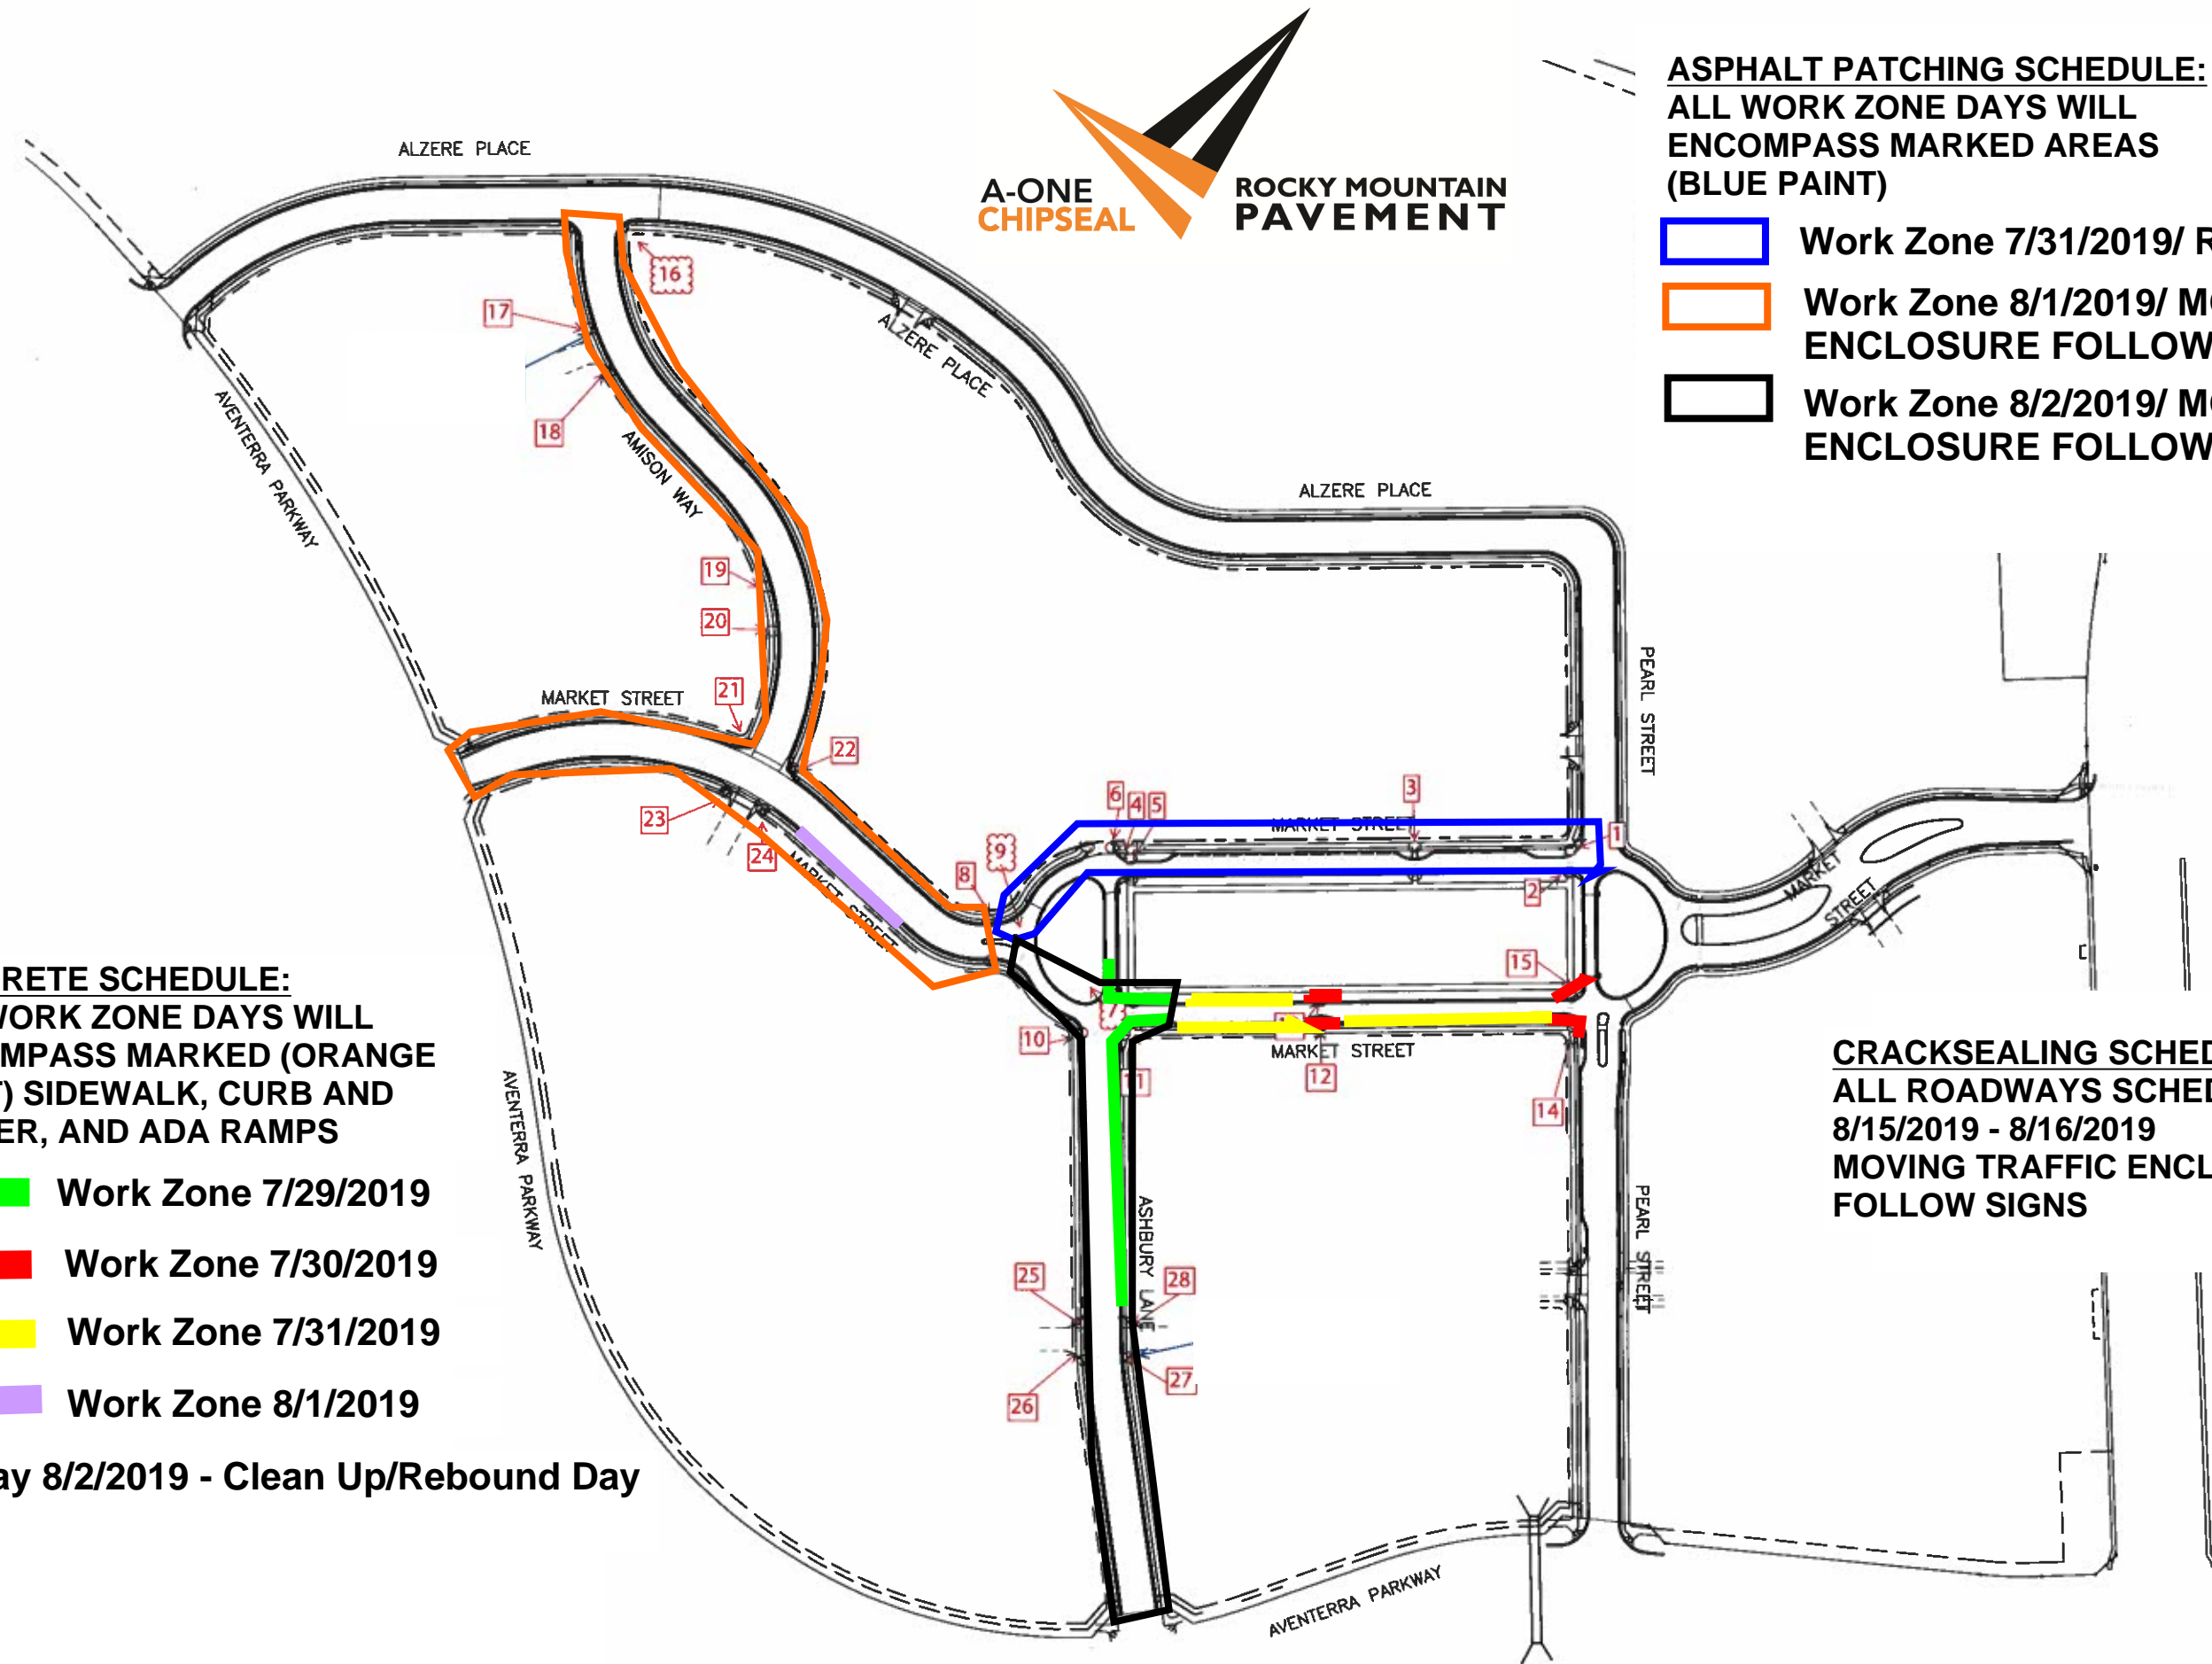 A-ONE
CHIPSEAL
ROCKY MOUNTAIN
PAVEMENT
ASPHALT PATCHING SCHEDULE:
ALL WORK ZONE DAYS WILL
ENCOMPASS MARKED AREAS
(BLUE PAINT)
Work Zone 7/31/2019/ R
Work Zone 8/1/2019/ M
ENCLOSURE FOLLOW
Work Zone 8/2/2019/ M
ENCLOSURE FOLLOW
ALZERE PLACE
16
17
ALZERE PLACE
18
AVENTERRA PARKWAY
AMISON WAY
ALZERE PLACE
19
20
PEARL STREET
21
MARKET STREET
22
23
24
MARKET STREET
6
4
5
3
MARKET STREET
1
9
8
2
MARKET
STREET
15
7
10
MARKET STREET
11
12
14
RETE SCHEDULE:
WORK ZONE DAYS WILL
MPASS MARKED (ORANGE
T) SIDEWALK, CURB AND
ER, AND ADA RAMPS
Work Zone 7/29/2019
Work Zone 7/30/2019
Work Zone 7/31/2019
Work Zone 8/1/2019
ay 8/2/2019 - Clean Up/Rebound Day
AVENTERRA PARKWAY
CRACKSEALING SCHED
ALL ROADWAYS SCHED
8/15/2019 - 8/16/2019
MOVING TRAFFIC ENCL
FOLLOW SIGNS
ASHBURY LANE
PEARL STREET
25
28
26
27
AVENTERRA PARKWAY